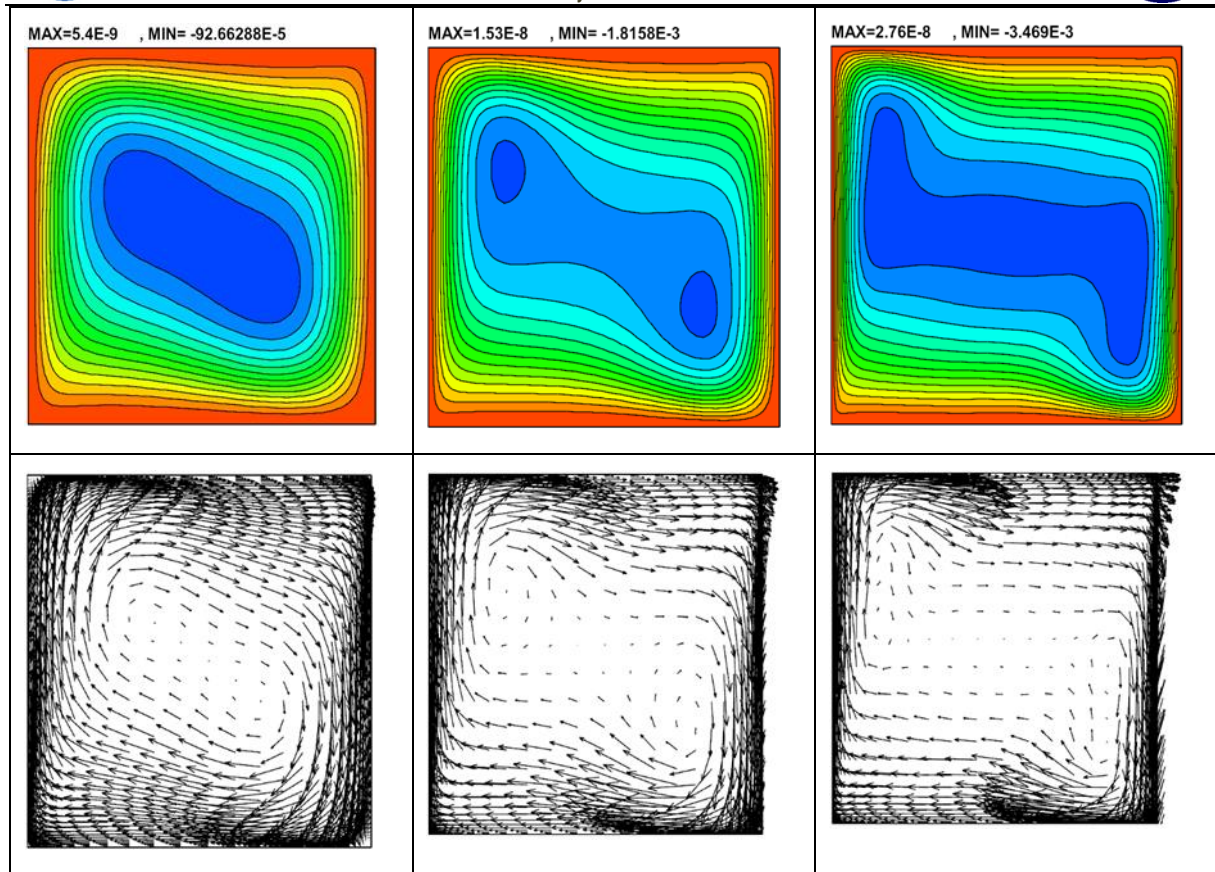 MAX=5.4E-9 , MIN= -92.66288E-5
MAX=1.53E-8 , MIN= -1.8158E-3
MAX=2.76E-8 , MIN= -3.469E-3